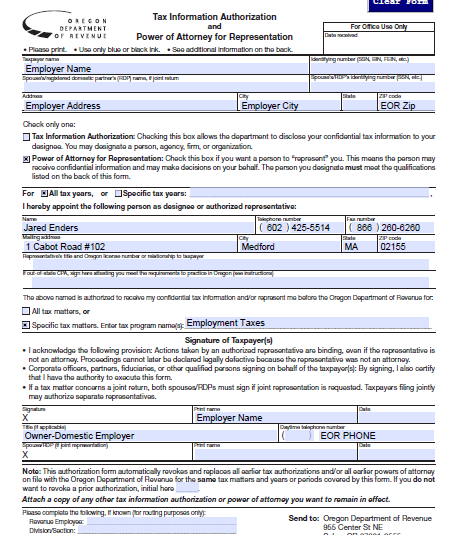 Clear Form
OREGON
DEPARTMENT
OF REVENUE
Tax Information Authorization
and
Power of Attorney for Representation
For Office Use Only
Date received
• Please print. • Use only blue or black ink. • See additional information on the back.
Taxpayer name
Identifying number (SSN, BIN, FEIN, etc.)
Employer Name
Spouse's/registered domestic partner's (RDP) name, if joint return
Spouse's/RDP's identifying number (SSN, etc.)
Address
City
State
ZIP code
Employer Address
Employer City
EOR Zip
Check only one:
Tax Information Authorization: Checking this box allows the department to disclose your confidential tax information to your
designee. You may designate a person, agency, firm, or organization.
Power of Attorney for Representation: Check this box if you want a person to "represent" you. This means the person may
receive confidential information and may make decisions on your behalf. The person you designate must meet the qualifications
listed on the back of this form.
For All tax years, or Specific tax years:
I hereby appoint the following person as designee or authorized representative:
Name
Telephone number
Fax number
Jared Enders
( 602 ) 425-5514
( 866 ) 260-6260
Mailing address
City
State
ZIP code
1 Cabot Road #102
Medford
MA
02155
Representative's title and Oregon license number or relationship to taxpayer
If out-of-state CPA, sign here attesting you meet the requirements to practice in Oregon (see instructions)
The above named is authorized to receive my confidential tax information and/or represent me before the Oregon Department of Revenue for:
All tax matters, or
Specific tax matters. Enter tax program name(s): Employment Taxes
Signature of Taxpayer(s)
• I acknowledge the following provision: Actions taken by an authorized representative are binding, even if the representative is
not an attorney. Proceedings cannot later be declared legally defective because the representative was not an attorney.
• Corporate officers, partners, fiduciaries, or other qualified persons signing on behalf of the taxpayer(s): By signing, I also certify
that I have the authority to execute this form.
• If a tax matter concerns a joint return, both spouses/RDPs must sign if joint representation is requested. Taxpayers filing jointly
may authorize separate representatives.
Signature
Print name
Date
X
Employer Name
Title (if applicable)
Daytime telephone number
Owner-Domestic Employer
( ) EOR PHONE
Spouse/RDP (if joint representation)
Print name
Date
X
Note: This authorization form automatically revokes and replaces all earlier tax authorizations and/or all earlier powers of attorney
on file with the Oregon Department of Revenue for the same tax matters and years or periods covered by this form. If you do not
want to revoke a prior authorization, initial here
Attach a copy of any other tax information authorization or power of attorney you want to remain in effect.
Please complete the following, if known (for routing purposes only):
Revenue Employee:
Division/Section:
Send to: Oregon Department of Revenue
955 Center St NE